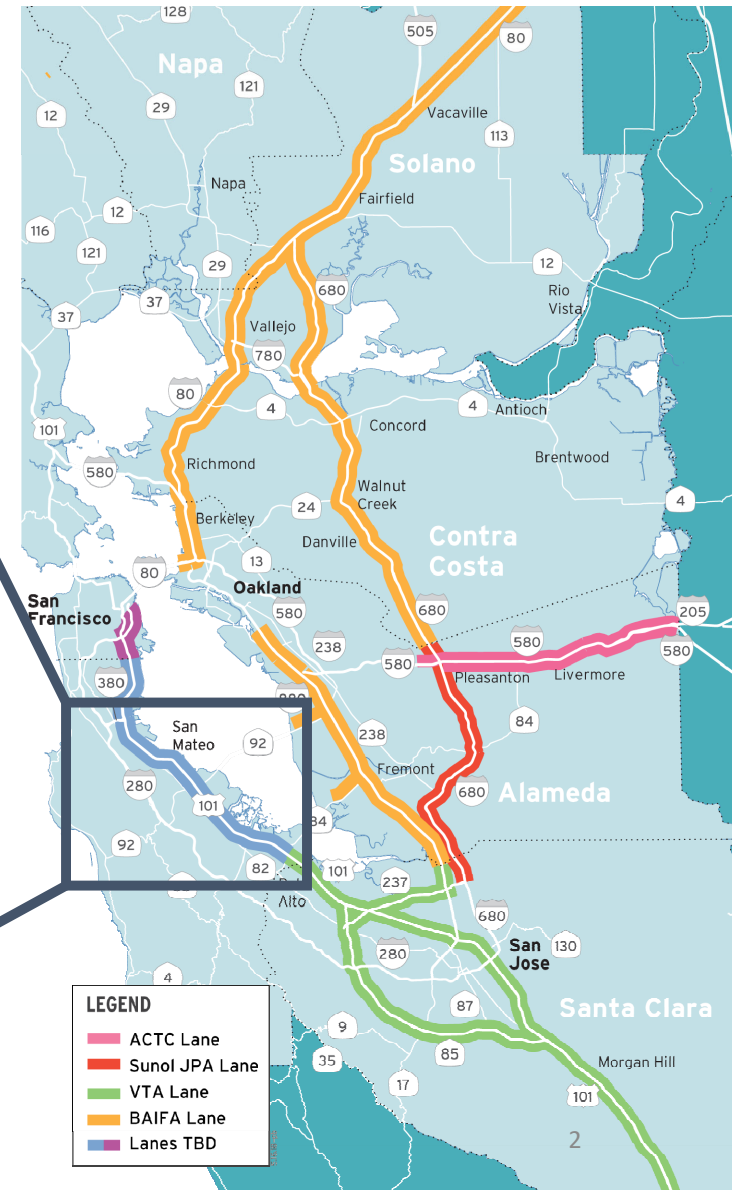 128
505
80
Napa
121
29
Vacaville
12
113
Solano
Napa
Fairfield
12
116
121
29
12
680
Rio
Vista
37
37
Vallejo
780
80
4
4
Antioch
101
Concord
Brentwood
Richmond
580
Walnut
Creek
24
4
Berkeley
Danville
Contra
Costa
13
80
Oakland
San
Francisco
580
680
205
238
580
580
580
380
Pleasanton
Livermore
San
Mateo
84
92
238
Fremont
280
680
Alameda
101
84
92
82
101
237
Alto
680
San
Jose
130
280
4
Santa Clara
87
9
35
85
Morgan Hill
17
101
LEGEND
ACTC Lane
Sunol JPA Lane
VTA Lane
BAIFA Lane
Lanes TBD
2